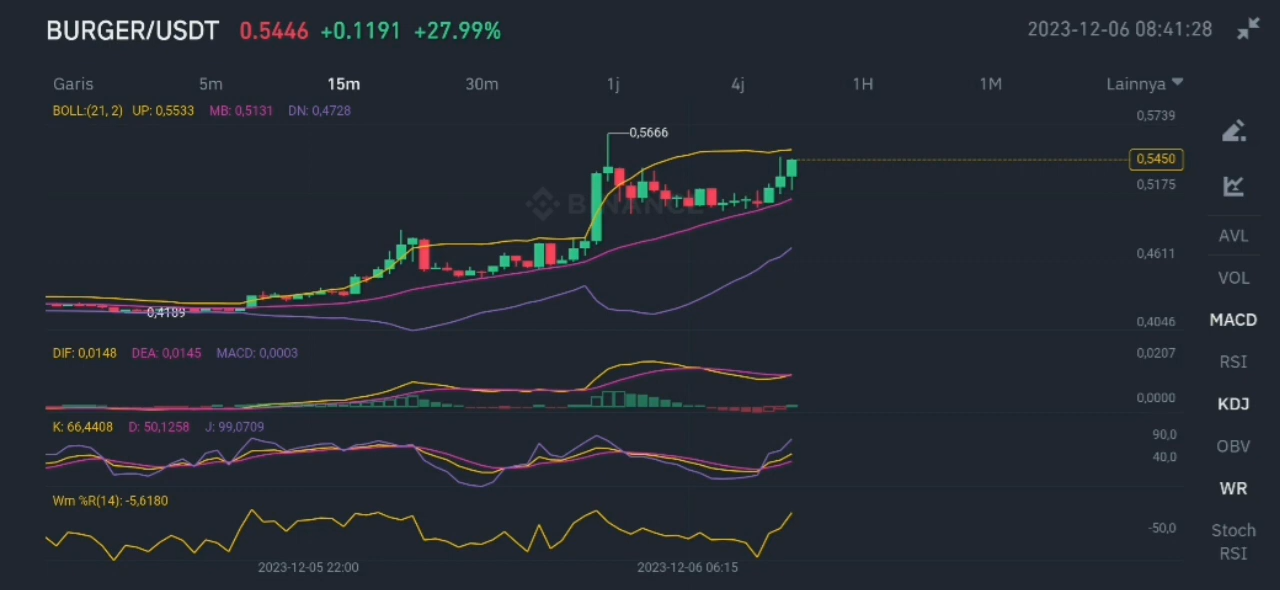 BURGER/USDT 0.5446 +0.1191 +27.99% 2023-12-06 08:41:28
Garis 5m 15m 30m 1j 4j 1H 1M Lainnya
BOLL:(21, 2) UP: 0,5533 MB: 0,5131 DN: 0,4728
0,5739
0,5666
0,5450
0,5175
BINANCE
AVL
0,4611
VOL
0,4189
0,4046
MACD
DIF: 0,0148 DEA: 0,0145 MACD: 0,0003
0,0207
RSI
0,0000
KDJ
K: 66,4408 D: 50,1258 J: 99,0709
90,0
OBV
40,0
WR
Wm %R(14): -5,6180
-50,0
Stoch
RSI
2023-12-05 22:00 2023-12-06 06:15